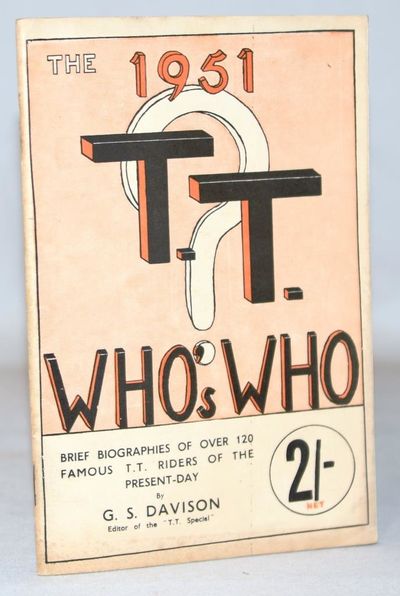 THE 1951
T.T.
WHO'S WHO
BRIEF BIOGRAPHIES OF OVER 120
FAMOUS T.T. RIDERS OF THE
PRESENT-DAY
By
G. S. DAVISON
Editor of the "T.T. Special"
2/-
NET